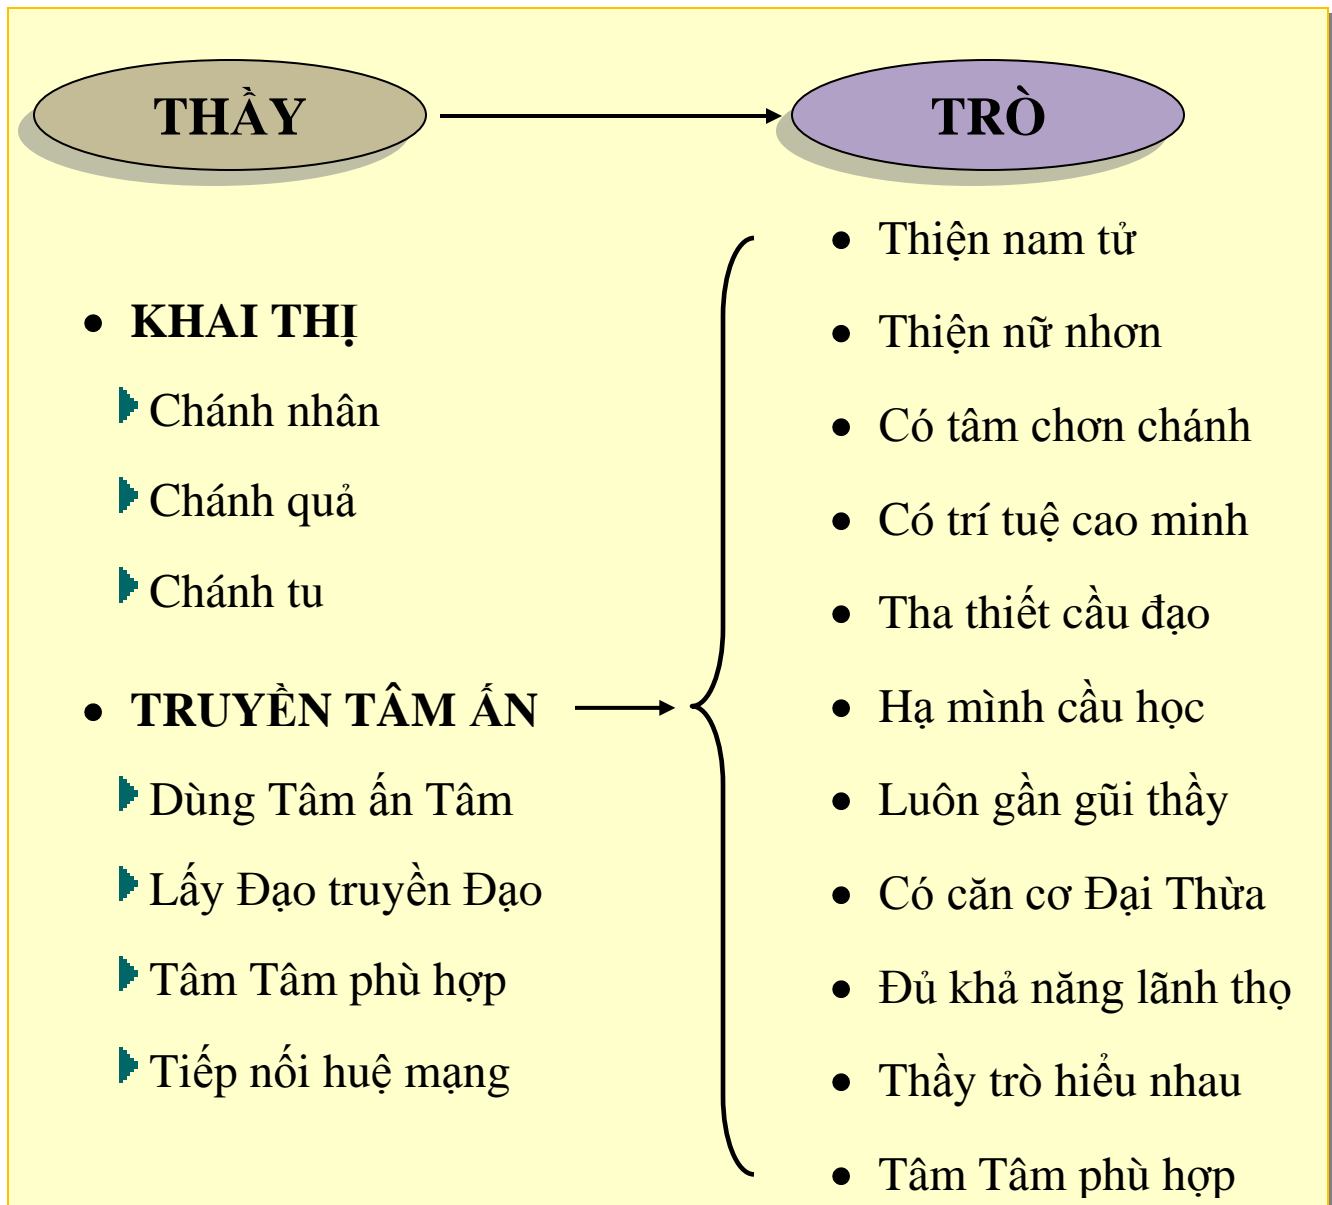 THẦY
TRÒ
KHAI THỊ
Chánh nhân
Chánh quả
Chánh tu
TRUYỀN TÂM ẤN
Dùng Tâm ấn Tâm
Lấy Đạo truyền Đạo
Tâm Tâm phù hợp
Tiếp nối huệ mạng
Thiện nam tử
Thiện nữ nhơn
Có tâm chơn chánh
Có trí tuệ cao minh
Tha thiết cầu đạo
Hạ mình cầu học
Luôn gần gũi thầy
Có căn cơ Đại Thừa
Đủ khả năng lãnh thọ
Thầy trò hiểu nhau
Tâm Tâm phù hợp